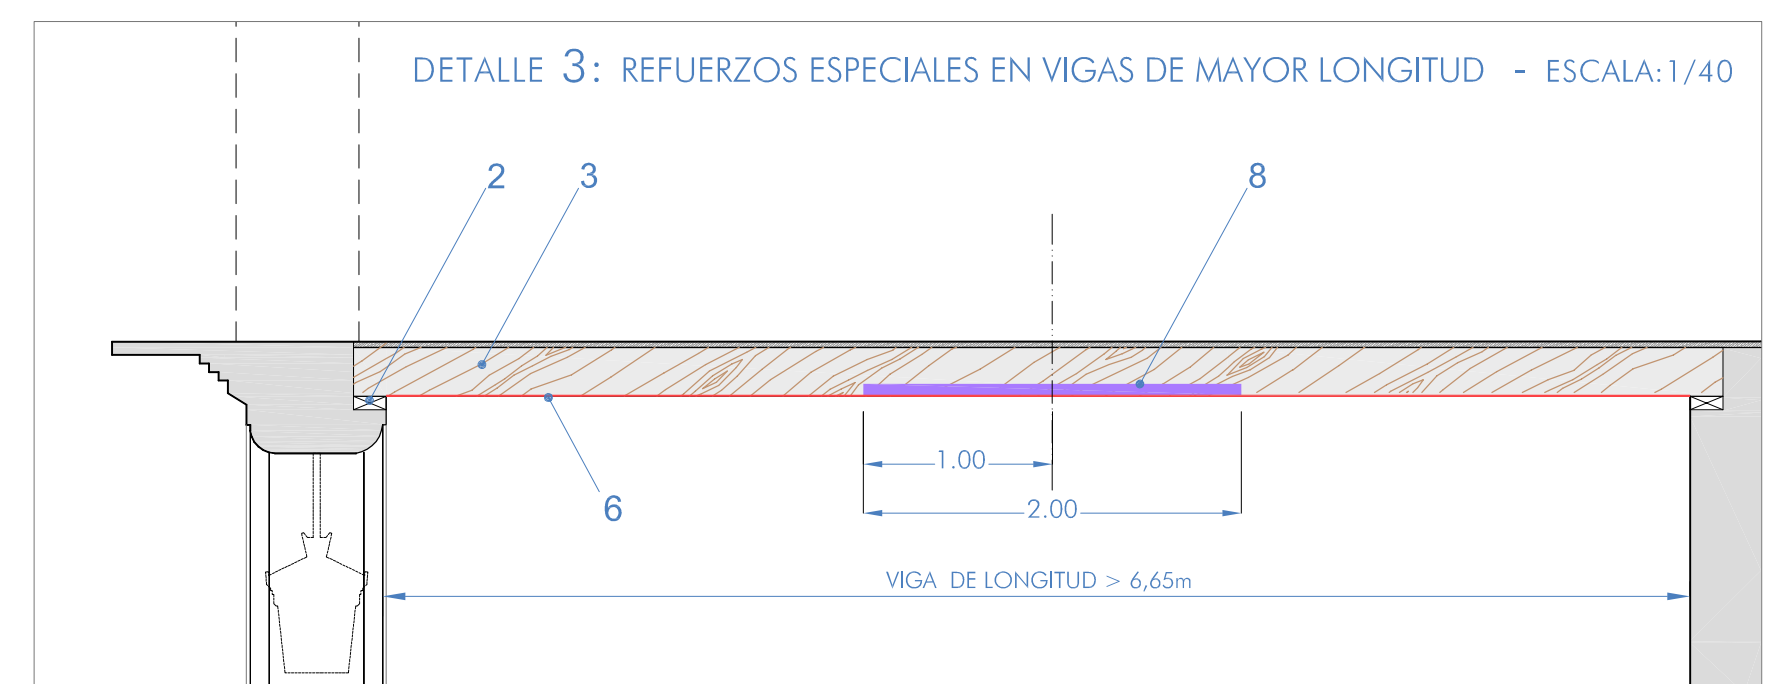 DETALLE 3: REFUERZOS ESPECIALES EN VIGAS DE MAYOR LONGITUD - ESCALA:1/40
2 3 8
1.00
6 2.00
VIGA DE LONGITUD > 6,65m